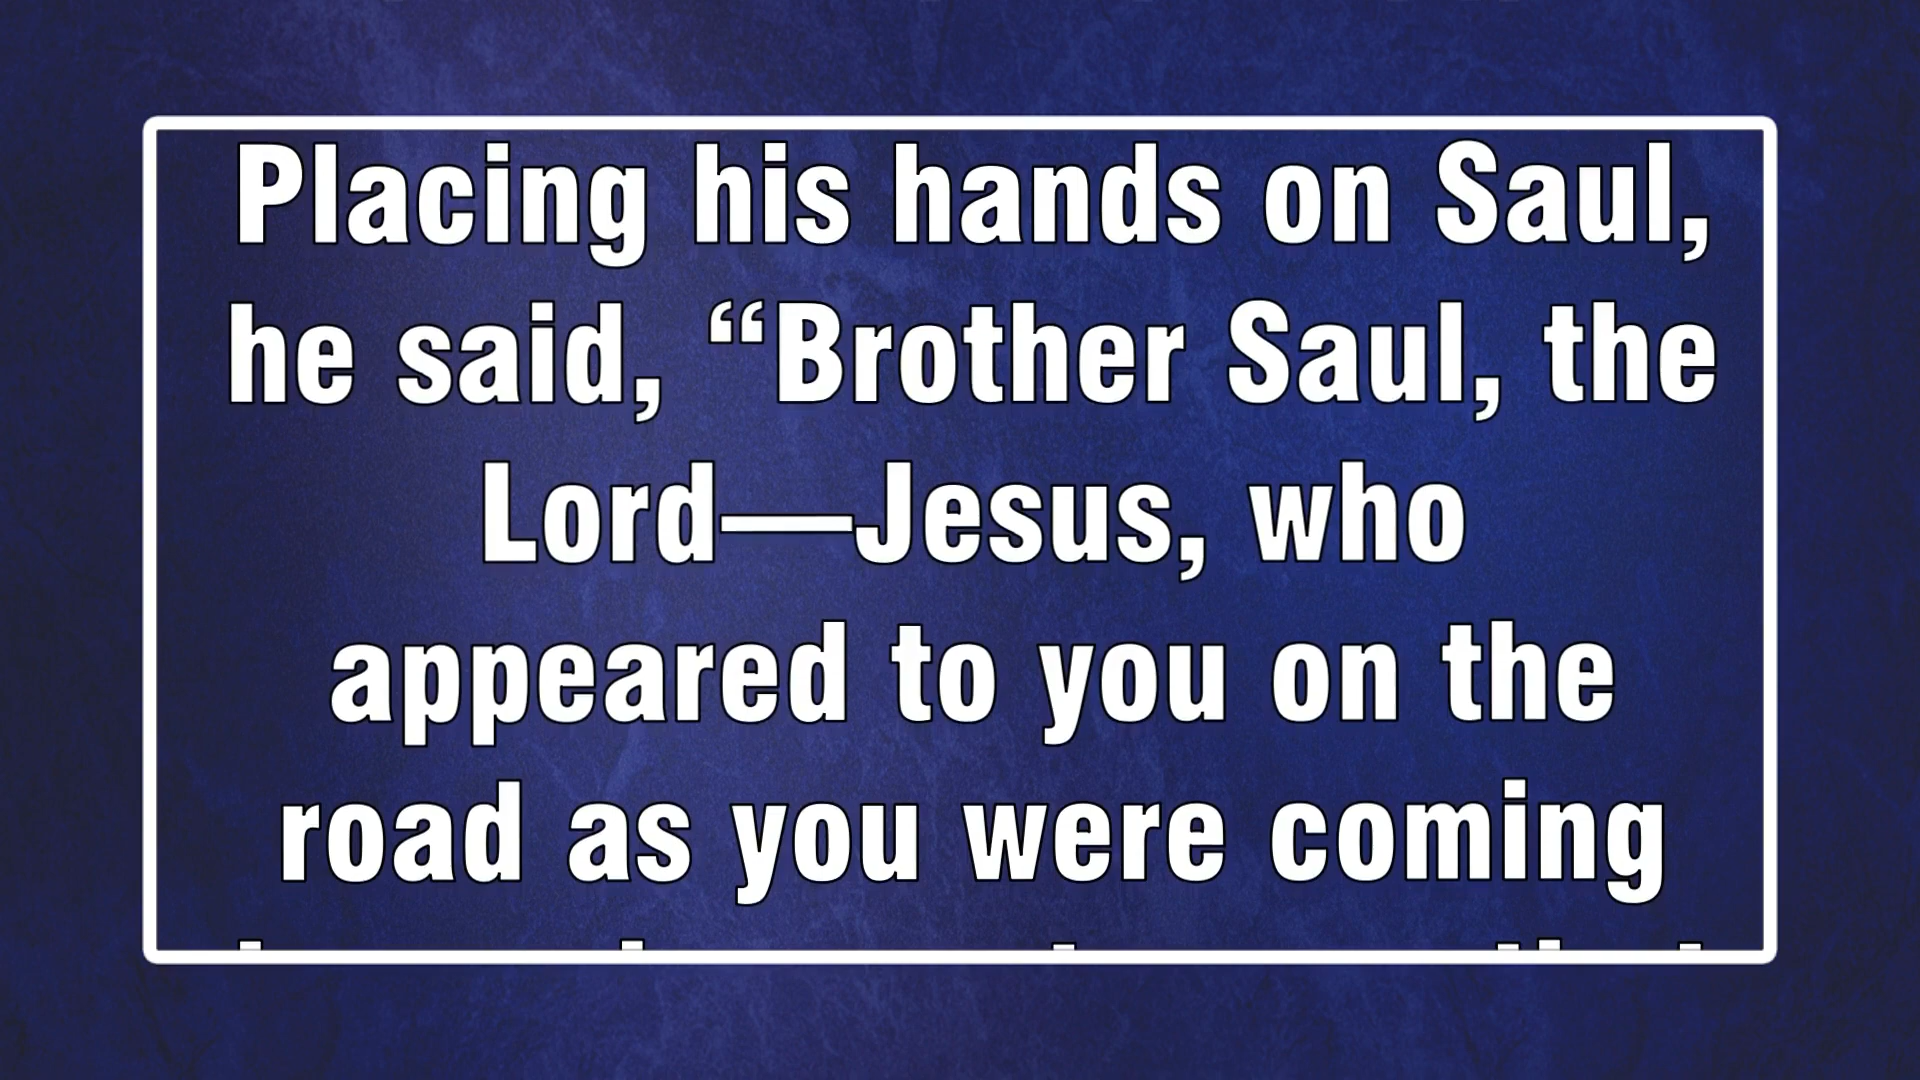 Placing his hands on Saul,
he said, “Brother Saul, the
Lord—Jesus, who
appeared to you on the
road as you were coming